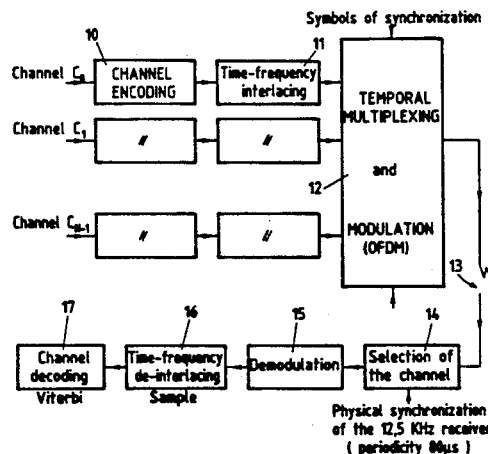 Symbols of synchronization
10
11
Channel C₀
CHANNEL
ENCODING
Time-frequency
interlacing
TEMPORAL
MULTIPLEXING
and
MODULATION
(OFDM)
12
Channel C₁
〃
〃
Channel C_N-1
〃
〃
13
17
16
15
14
Channel
decoding
Viterbi
Time-frequency
de-interlacing
Sample
Demodulation
Selection of
the channel
Physical synchronization
of the 12,5 KHz receiver
( periodicity 80µs )